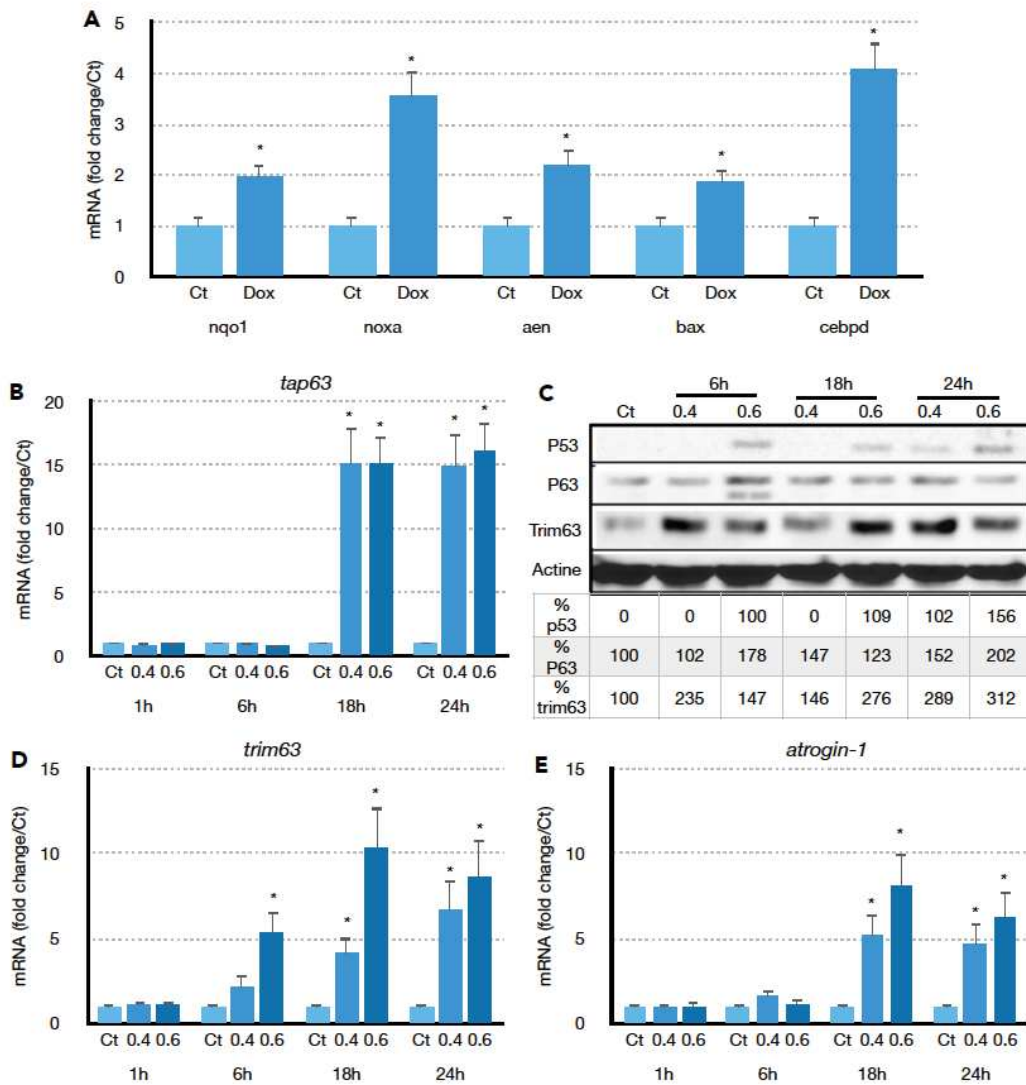 A
mRNA (fold change/Ct)
5
4
3
2
1
0
* * * * *
Ct Dox Ct Dox Ct Dox Ct Dox Ct Dox
nqo1 noxa aen bax cebpd
B
tap63
mRNA (fold change/Ct)
20
15
10
5
0
* * * *
Ct 0.4 0.6 Ct 0.4 0.6 Ct 0.4 0.6 Ct 0.4 0.6
1h 6h 18h 24h
C
6h 18h 24h
Ct 0.4 0.6 0.4 0.6 0.4 0.6
P53
P63
Trim63
Actine
% p53 0 0 100 0 109 102 156
% P63 100 102 178 147 123 152 202
% trim63 100 235 147 146 276 289 312
D
trim63
mRNA (fold change/Ct)
15
10
5
0
* * * * *
Ct 0.4 0.6 Ct 0.4 0.6 Ct 0.4 0.6 Ct 0.4 0.6
1h 6h 18h 24h
E
atrogin-1
mRNA (fold change/Ct)
15
10
5
0
* * * *
Ct 0.4 0.6 Ct 0.4 0.6 Ct 0.4 0.6 Ct 0.4 0.6
1h 6h 18h 24h